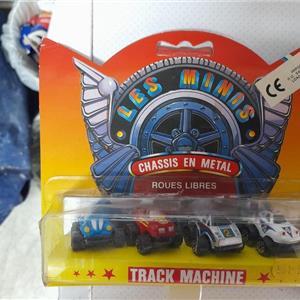 LES MINIS
CE
CHASSIS EN METAL
ROUES LIBRES
TRACK MACHINE